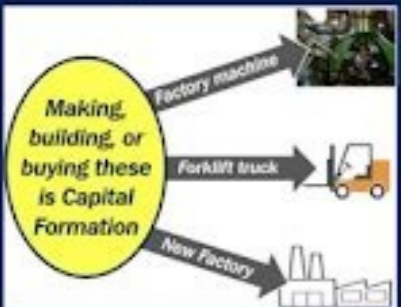 Making,
building, or
buying these
is Capital
Formation
Factory machine
Forklift truck
New Factory